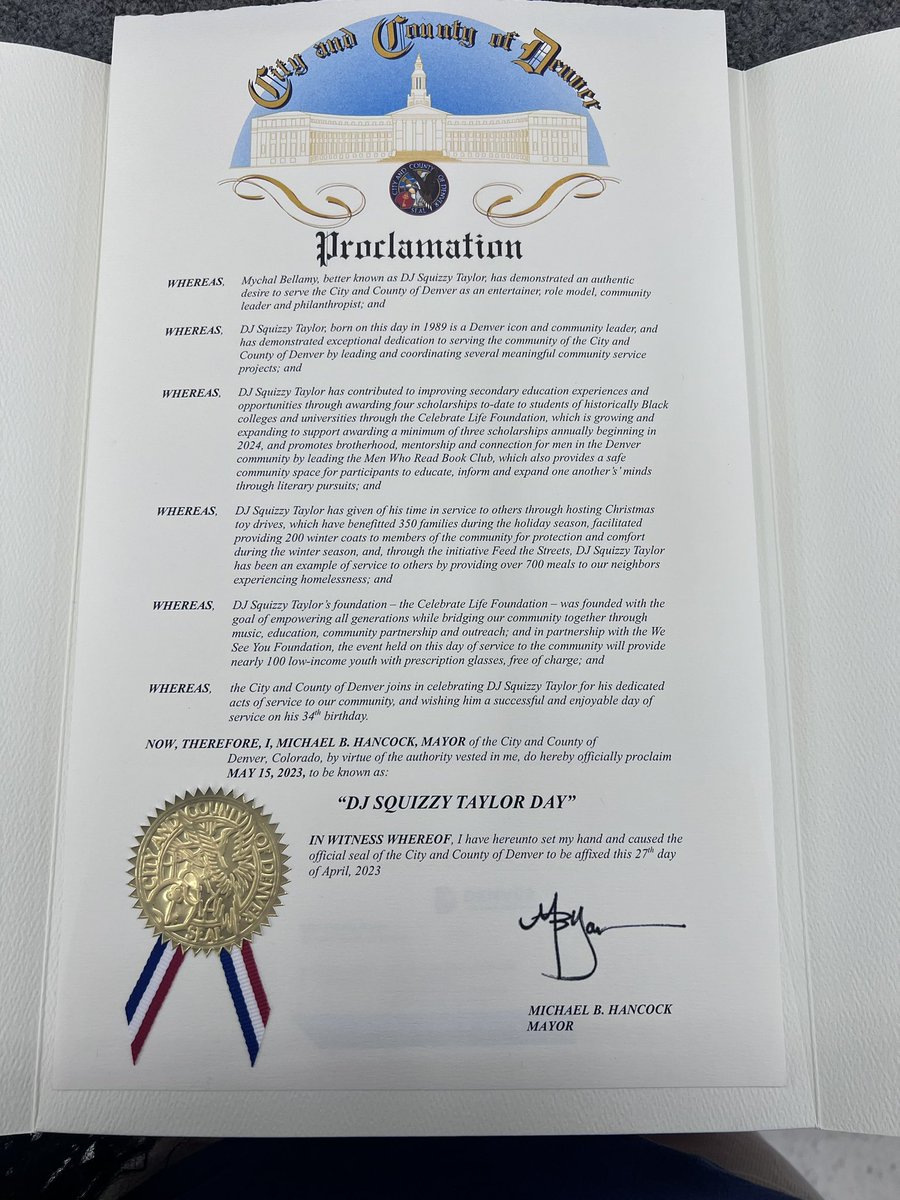 City and County of Denver
CITY AND COUNTY OF DENVER
SEAL
Proclamation
WHEREAS, Mychal Bellamy, better known as DJ Squizzy Taylor, has demonstrated an authentic
desire to serve the City and County of Denver as an entertainer, role model, community
leader and philanthropist; and
WHEREAS, DJ Squizzy Taylor, born on this day in 1989 is a Denver icon and community leader, and
has demonstrated exceptional dedication to serving the community of the City and
County of Denver by leading and coordinating several meaningful community service
projects; and
WHEREAS, DJ Squizzy Taylor has contributed to improving secondary education experiences and
opportunities through awarding four scholarships to-date to students of historically Black
colleges and universities through the Celebrate Life Foundation, which is growing and
expanding to support awarding a minimum of three scholarships annually beginning in
2024, and promotes brotherhood, mentorship and connection for men in the Denver
community by leading the Men Who Read Book Club, which also provides a safe
community space for participants to educate, inform and expand one another's' minds
through literary pursuits; and
WHEREAS, DJ Squizzy Taylor has given of his time in service to others through hosting Christmas
toy drives, which have benefitted 350 families during the holiday season, facilitated
providing 200 winter coats to members of the community for protection and comfort
during the winter season, and, through the initiative Feed the Streets, DJ Squizzy Taylor
has been an example of service to others by providing over 700 meals to our neighbors
experiencing homelessness; and
WHEREAS, DJ Squizzy Taylor's foundation – the Celebrate Life Foundation – was founded with the
goal of empowering all generations while bridging our community together through
music, education, community partnership and outreach; and in partnership with the We
See You Foundation, the event held on this day of service to the community will provide
nearly 100 low-income youth with prescription glasses, free of charge; and
WHEREAS, the City and County of Denver joins in celebrating DJ Squizzy Taylor for his dedicated
acts of service to our community, and wishing him a successful and enjoyable day of
service on his 34th birthday.
NOW, THEREFORE, I, MICHAEL B. HANCOCK, MAYOR of the City and County of
Denver, Colorado, by virtue of the authority vested in me, do hereby officially proclaim
MAY 15, 2023, to be known as:
"DJ SQUIZZY TAYLOR DAY"
IN WITNESS WHEREOF, I have hereunto set my hand and caused the
official seal of the City and County of Denver to be affixed this 27th day
of April, 2023
CITY AND COUNTY OF DENVER
SEAL
MICHAEL B. HANCOCK
MAYOR